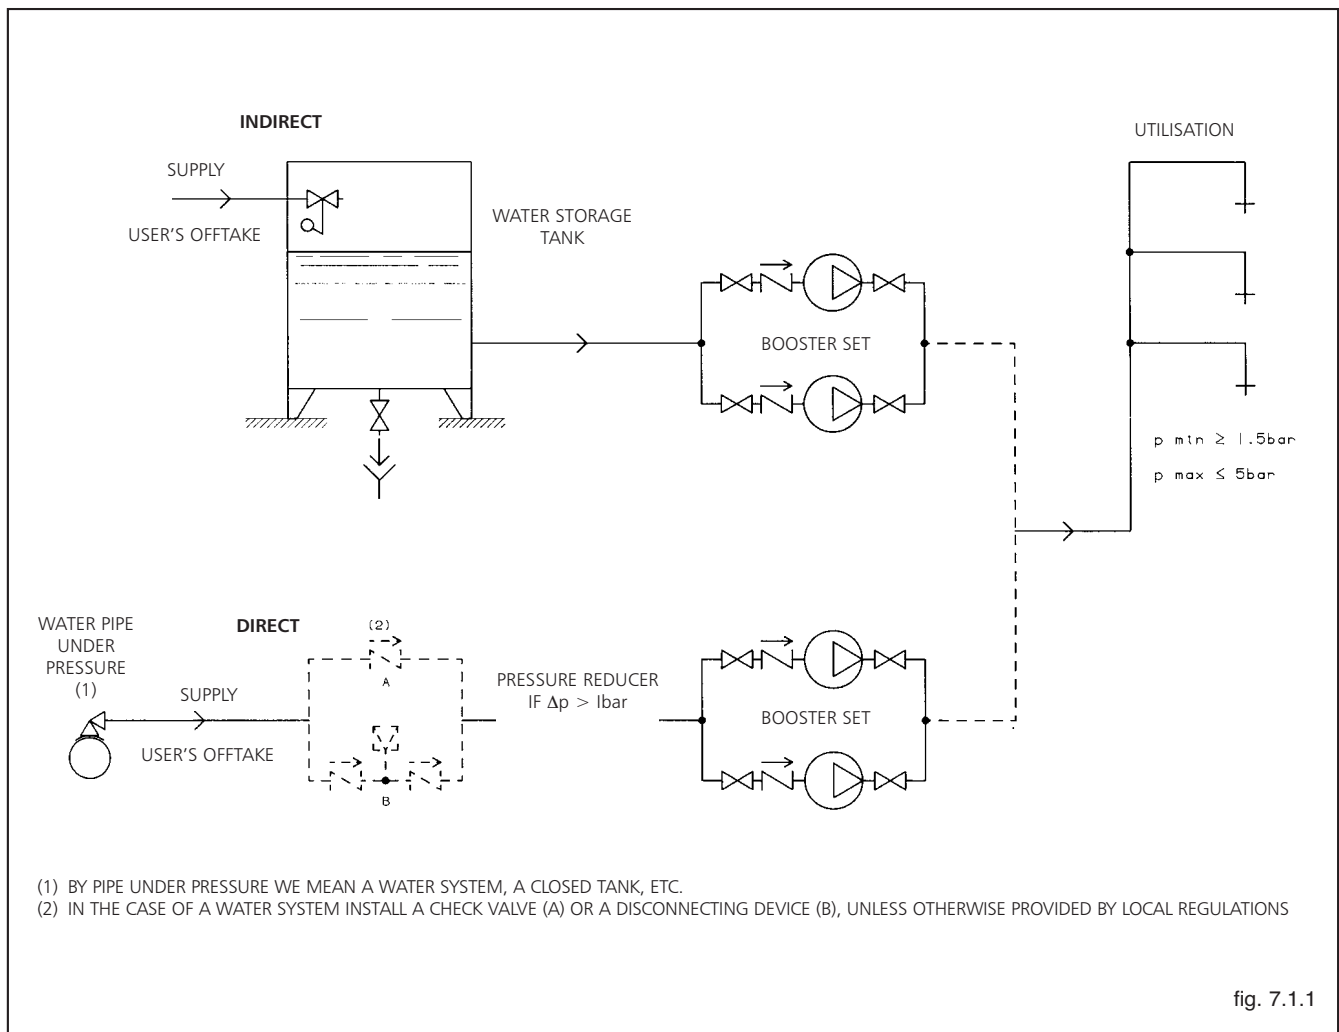 INDIRECT
SUPPLY
USER'S OFFTAKE
WATER STORAGE
TANK
BOOSTER SET
UTILISATION
p min ≥ 1.5bar
p max ≤ 5bar
WATER PIPE
UNDER
PRESSURE
(1)
DIRECT
SUPPLY
USER'S OFFTAKE
(2)
A
B
PRESSURE REDUCER
IF Δp > Ibar
BOOSTER SET
(1) BY PIPE UNDER PRESSURE WE MEAN A WATER SYSTEM, A CLOSED TANK, ETC.
(2) IN THE CASE OF A WATER SYSTEM INSTALL A CHECK VALVE (A) OR A DISCONNECTING DEVICE (B), UNLESS OTHERWISE PROVIDED BY LOCAL REGULATIONS
fig. 7.1.1